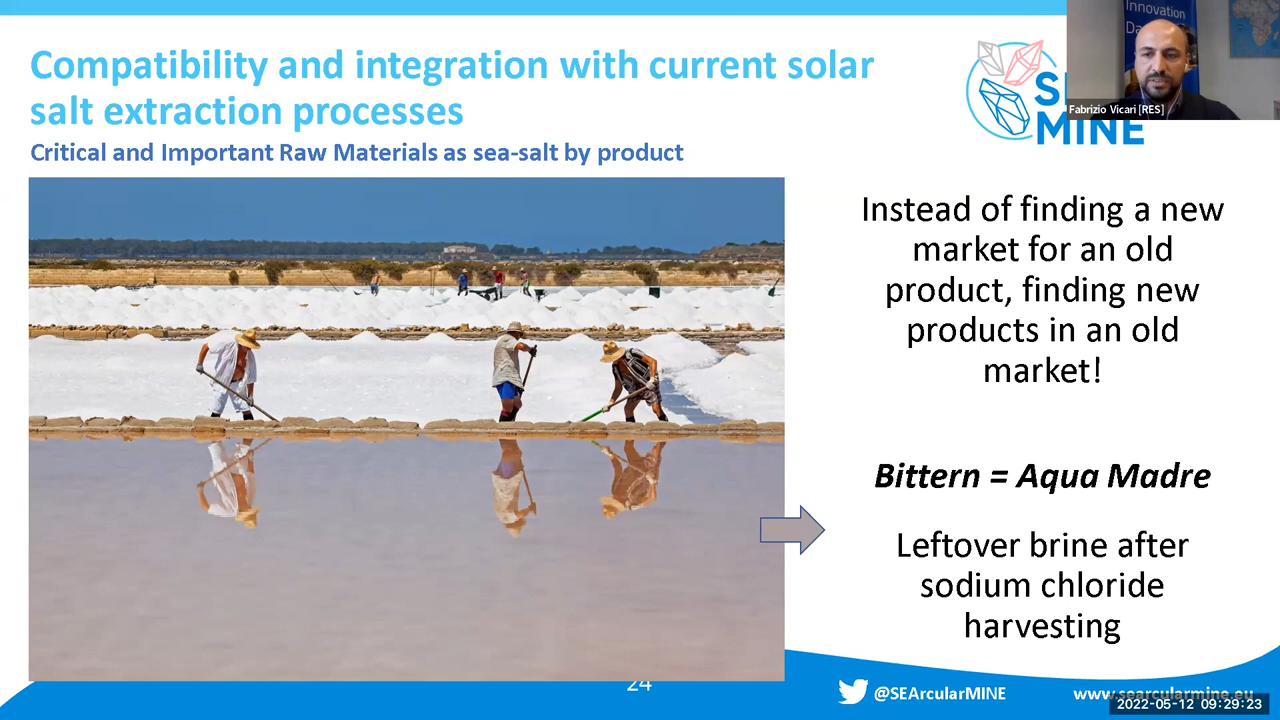 Compatibility and integration with current solar
salt extraction processes
Critical and Important Raw Materials as sea-salt by product
Innovation
Fabrizio Vicari [RES]
MINE
Instead of finding a new
market for an old
product, finding new
products in an old
market!
Bittern = Aqua Madre
Leftover brine after
sodium chloride
harvesting
24
@SEArcularMINE
www.searcularmine.eu
2022-05-12 09:29:23